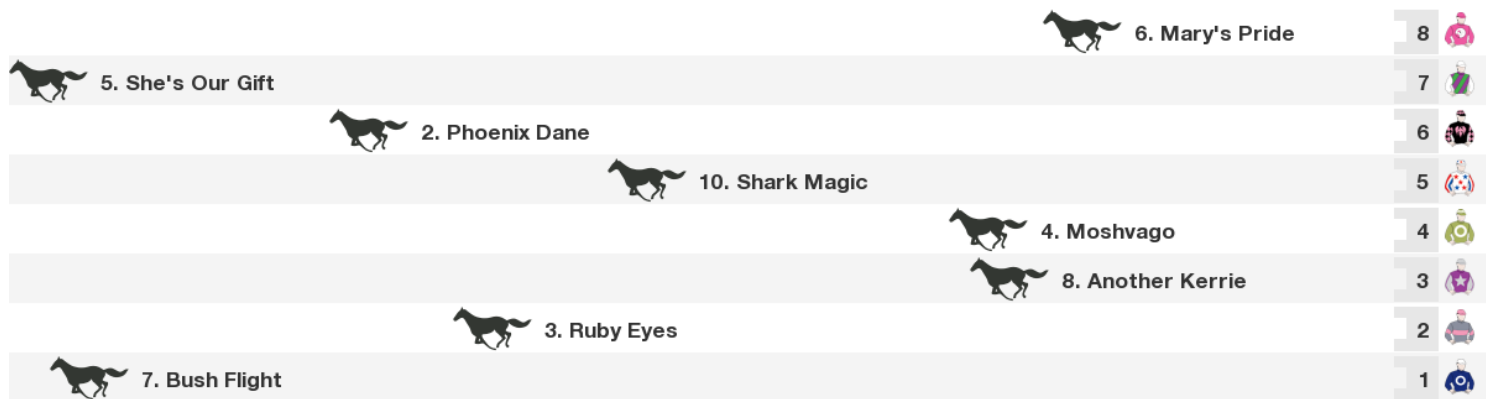 6. Mary's Pride 8
5. She's Our Gift 7
2. Phoenix Dane 6
10. Shark Magic 5
4. Moshvago 4
8. Another Kerrie 3
3. Ruby Eyes 2
7. Bush Flight 1